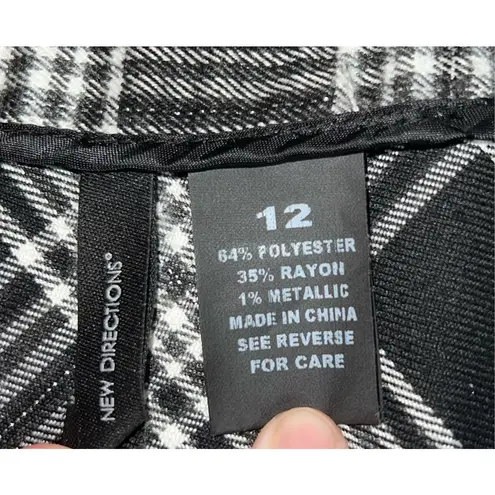 NEW DIRECTIONS®
12
64% POLYESTER
35% RAYON
1% METALLIC
MADE IN CHINA
SEE REVERSE
FOR CARE